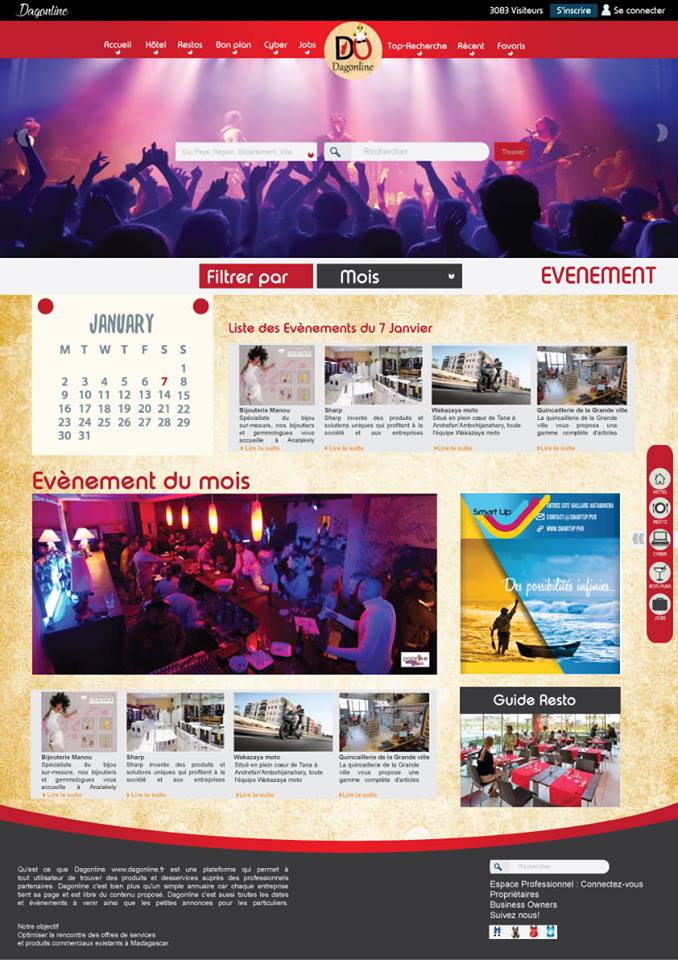 Dagonline
3083 Visiteurs
S'inscrire
Se connecter
Accueil
Hôtel
Restos
Bon plan
Cyber
Jobs
DO
Dagonline
Top-Recherche
Récent
Favoris
Où: Pays, Région, Département, Ville
Rechercher
Trouver
Filtrer par
Mois
EVENEMENT
JANUARY
M T W T F S S
1
2 3 4 5 6 7 8
9 10 11 12 13 14 15
16 17 18 19 20 21 22
23 24 25 26 27 28 29
30 31
Liste des Evènements du 7 Janvier
MANOU
Bijouterie Manou
Spécialiste du bijou
sur-mesure, nos bijoutiers
et gemmologues vous
accueille à Analakely
Lire la suite
Sharp
Sharp invente des produits et
solutions uniques qui profitent à la
société et aux entreprises
Lire la suite
Wakazaya moto
Situé en plein cœur de Tana à
Andrefan'Ambohijanahary, toute
l'équipe Wakazaya moto
Lire la suite
Quincaillerie de la Grande ville
La quincaillerie de la Grande
ville vous propose une
gamme complète d'articles
Lire la suite
HOTEL
RESTO
CYBER
BON PLAN
JOBS
Evènement du mois
Smart Up
ENTREE CITE GAILLARD ANTANIMENA
CONTACT@SMARTUP.PUB
WWW.SMARTUP.PUB
Des possibilités infinies...
MANOU
Bijouterie Manou
Spécialiste du bijou
sur-mesure, nos bijoutiers
et gemmologues vous
accueille à Analakely
Lire la suite
Sharp
Sharp invente des produits et
solutions uniques qui profitent à la
société et aux entreprises
Lire la suite
Wakazaya moto
Situé en plein cœur de Tana à
Andrefan'Ambohijanahary, toute
l'équipe Wakazaya moto
Lire la suite
Quincaillerie de la Grande ville
La quincaillerie de la Grande
ville vous propose une
gamme complète d'articles
Lire la suite
Guide Resto
Qu'est ce que Dagonline www.dagonline.fr est une plateforme qui permet à
tout utilisateur de trouver des produits et desservices auprès des professionnels
partenaires. Dagonline c'est bien plus qu'un simple annuaire car chaque entreprise
tient sa page et est libre du contenu proposé. Dagonline c'est aussi toutes les dates
et évènements à venir ainsi que les petites annonces pour les particuliers.
Notre objectif
Optimiser la rencontre des offres de services
et produits commerciaux existants à Madagascar.
Rechercher
Espace Professionnel : Connectez-vous
Propriétaires
Business Owners
Suivez nous!